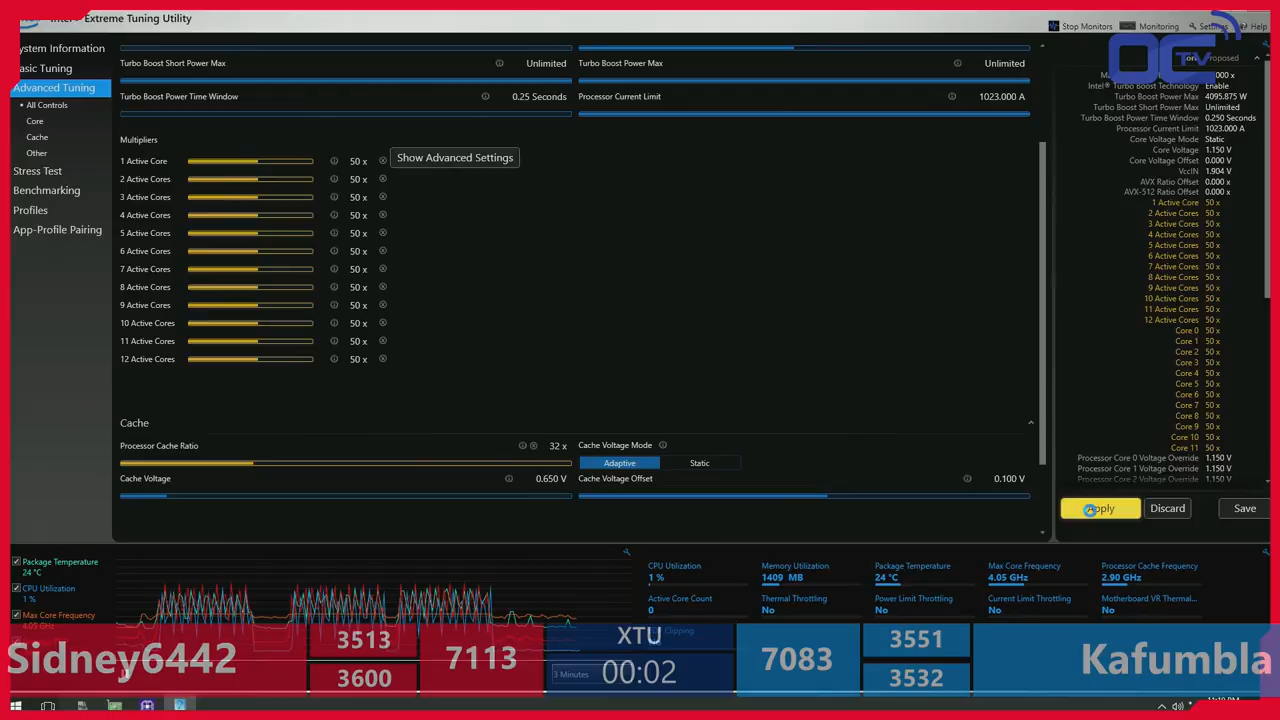 Extreme Tuning Utility
Stop Monitors
Monitoring
Settings
Help
OC
TV
System Information
Basic Tuning
Advanced Tuning
All Controls
Core
Cache
Other
Stress Test
Benchmarking
Profiles
App-Profile Pairing
Turbo Boost Short Power Max Unlimited
Turbo Boost Power Max Unlimited
Turbo Boost Power Time Window 0.25 Seconds
Processor Current Limit 1023.000 A
Multipliers
Show Advanced Settings
1 Active Core 50 x
2 Active Cores 50 x
3 Active Cores 50 x
4 Active Cores 50 x
5 Active Cores 50 x
6 Active Cores 50 x
7 Active Cores 50 x
8 Active Cores 50 x
9 Active Cores 50 x
10 Active Cores 50 x
11 Active Cores 50 x
12 Active Cores 50 x
Cache
Processor Cache Ratio 32 x
Cache Voltage Mode
Adaptive Static
Cache Voltage 0.650 V
Cache Voltage Offset 0.100 V
Core Proposed
Intel® Turbo Boost Technology Enable
Turbo Boost Power Max 4095.875 W
Turbo Boost Short Power Max Unlimited
Turbo Boost Power Time Window 0.250 Seconds
Processor Current Limit 1023.000 A
Core Voltage Mode Static
Core Voltage 1.150 V
Core Voltage Offset 0.000 V
VccIN 1.904 V
AVX Ratio Offset 0.000 x
AVX-512 Ratio Offset 0.000 x
1 Active Core 50 x
2 Active Cores 50 x
3 Active Cores 50 x
4 Active Cores 50 x
5 Active Cores 50 x
6 Active Cores 50 x
7 Active Cores 50 x
8 Active Cores 50 x
9 Active Cores 50 x
10 Active Cores 50 x
11 Active Cores 50 x
12 Active Cores 50 x
Core 0 50 x
Core 1 50 x
Core 2 50 x
Core 3 50 x
Core 4 50 x
Core 5 50 x
Core 6 50 x
Core 7 50 x
Core 8 50 x
Core 9 50 x
Core 10 50 x
Core 11 50 x
Processor Core 0 Voltage Override 1.150 V
Processor Core 1 Voltage Override 1.150 V
Processor Core 2 Voltage Override 1.150 V
Apply Discard Save
Package Temperature
24 °C
CPU Utilization
1 %
Max Core Frequency
4.05 GHz
CPU Utilization
1 %
Memory Utilization
1409 MB
Package Temperature
24 °C
Max Core Frequency
4.05 GHz
Processor Cache Frequency
2.90 GHz
Active Core Count
0
Thermal Throttling
No
Power Limit Throttling
No
Current Limit Throttling
No
Motherboard VR Thermal...
No
Sidney6442
3513
3600
7113
XTU
3 Minutes
00:02
7083
3551
3532
Kafumbla